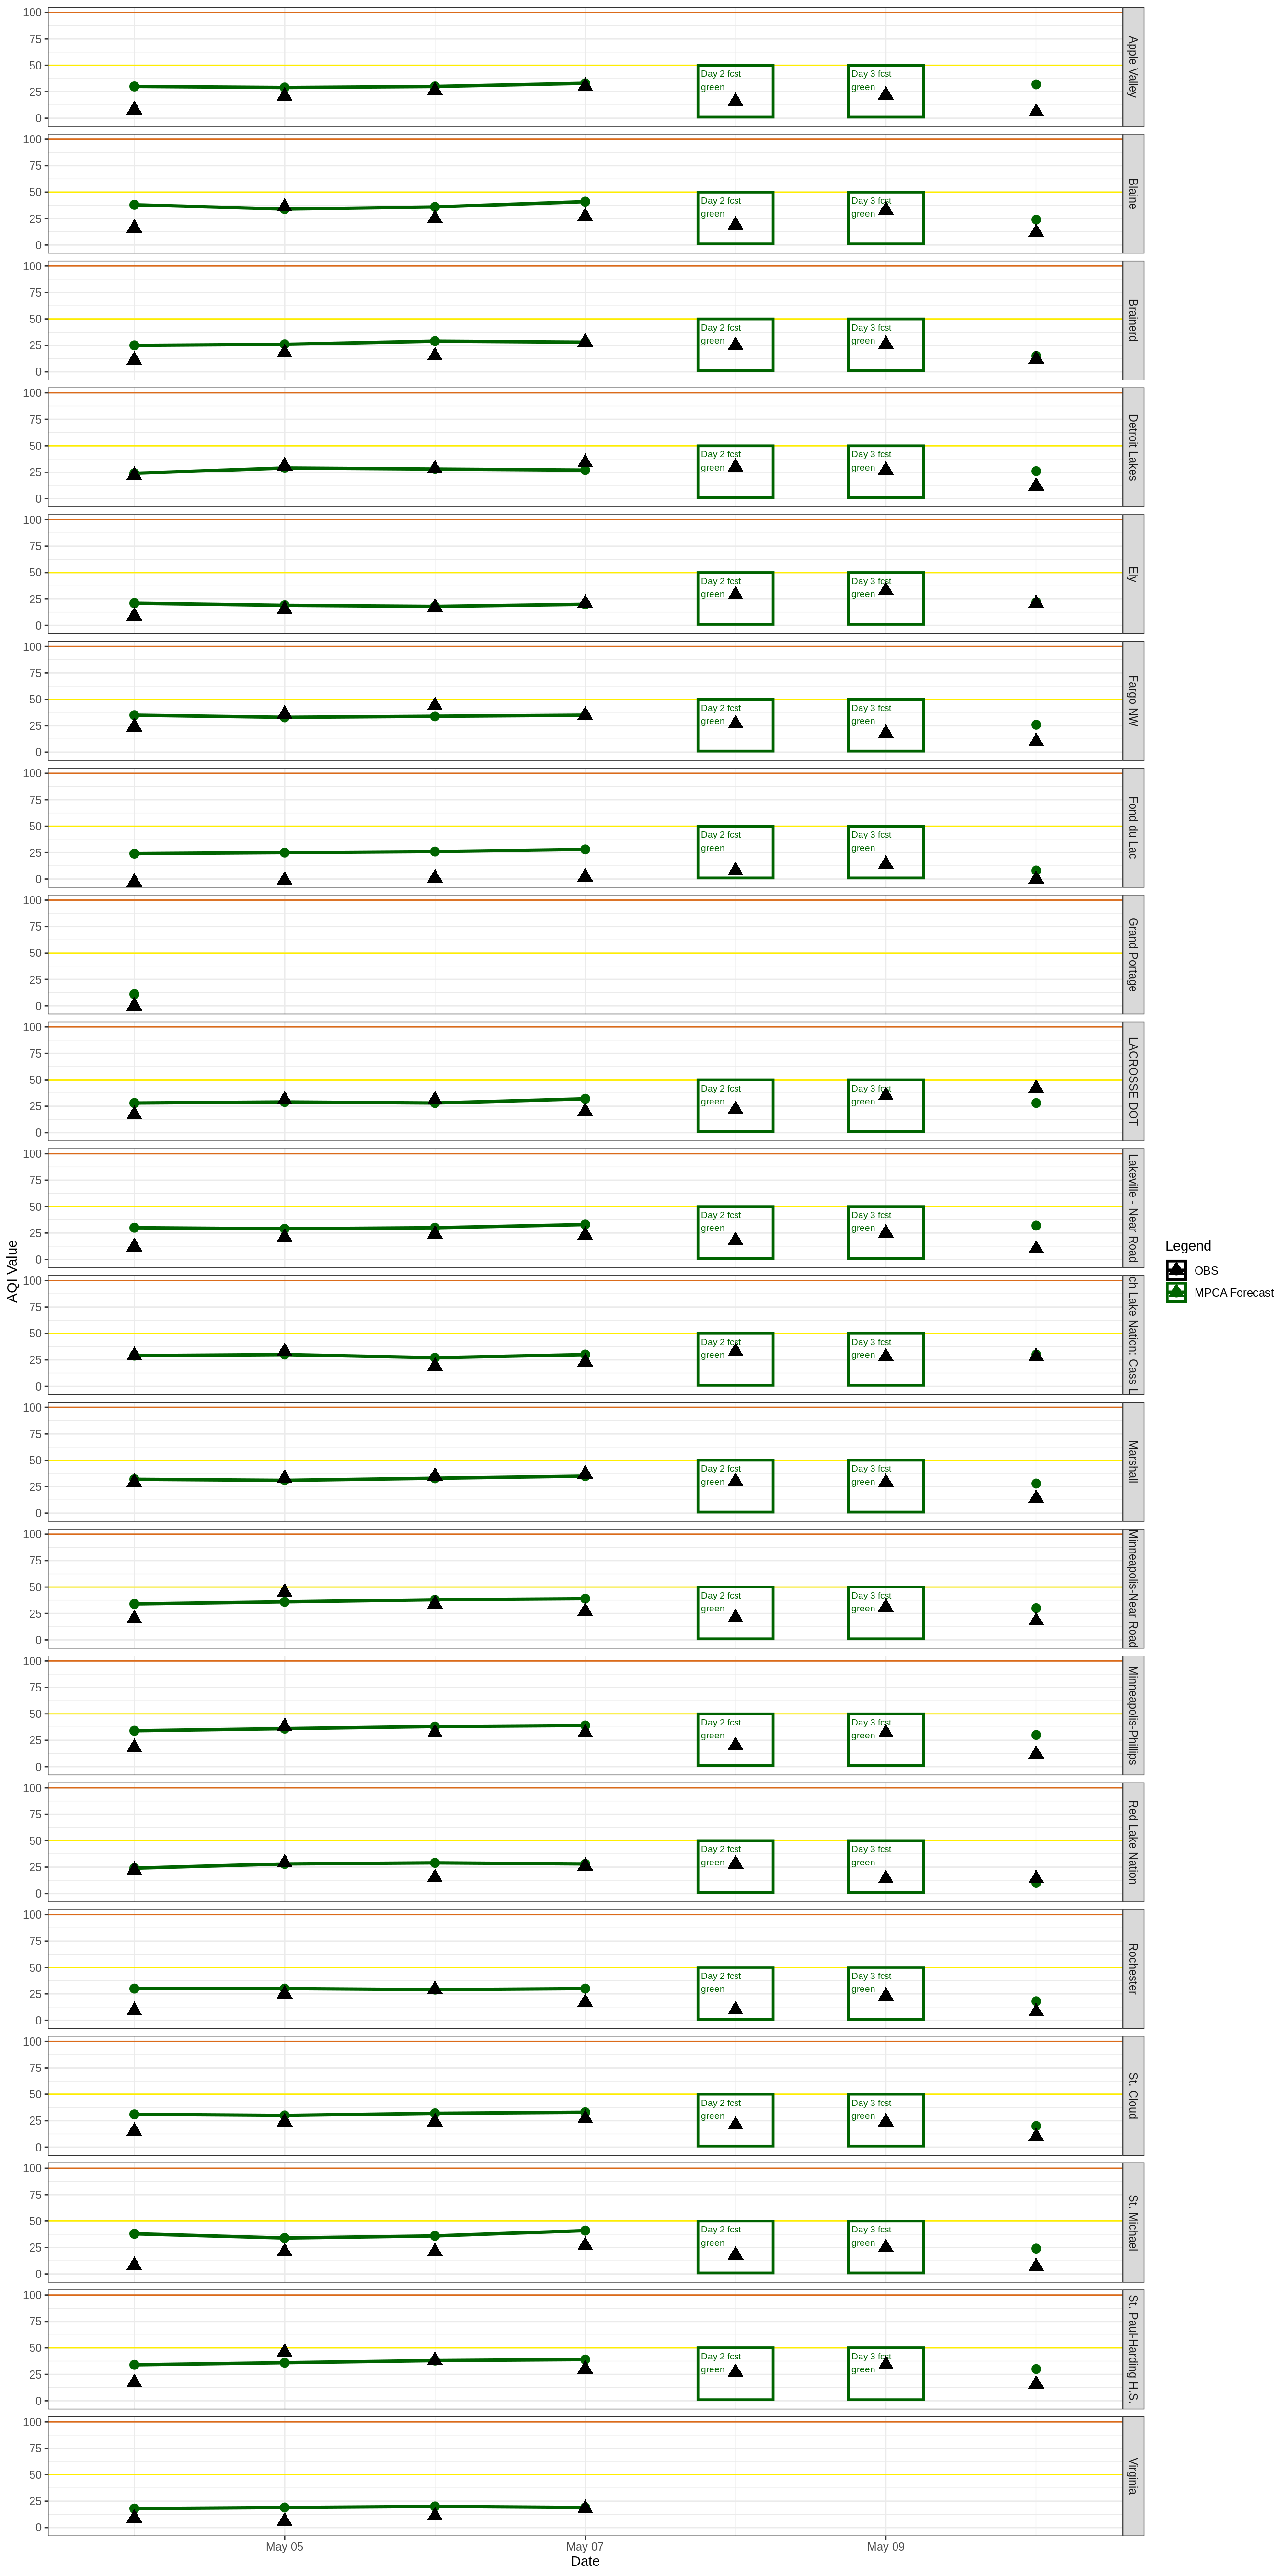 100
75
50
25
0
Day 2 fcst
green
Day 3 fcst
green
Apple Valley
100
75
50
25
0
Day 2 fcst
green
Day 3 fcst
green
Blaine
100
75
50
25
0
Day 2 fcst
green
Day 3 fcst
green
Brainerd
100
75
50
25
0
Day 2 fcst
green
Day 3 fcst
green
Detroit Lakes
100
75
50
25
0
Day 2 fcst
green
Day 3 fcst
green
Ely
100
75
50
25
0
Day 2 fcst
green
Day 3 fcst
green
Fargo NW
100
75
50
25
0
Day 2 fcst
green
Day 3 fcst
green
Fond du Lac
100
75
50
25
0
Grand Portage
100
75
50
25
0
Day 2 fcst
green
Day 3 fcst
green
LACROSSE DOT
100
75
50
25
0
Day 2 fcst
green
Day 3 fcst
green
Lakeville - Near Road
AQI Value
Legend
OBS
MPCA Forecast
100
75
50
25
0
Day 2 fcst
green
Day 3 fcst
green
ch Lake Nation: Cass L
100
75
50
25
0
Day 2 fcst
green
Day 3 fcst
green
Marshall
100
75
50
25
0
Day 2 fcst
green
Day 3 fcst
green
Minneapolis-Near Road
100
75
50
25
0
Day 2 fcst
green
Day 3 fcst
green
Minneapolis-Phillips
100
75
50
25
0
Day 2 fcst
green
Day 3 fcst
green
Red Lake Nation
100
75
50
25
0
Day 2 fcst
green
Day 3 fcst
green
Rochester
100
75
50
25
0
Day 2 fcst
green
Day 3 fcst
green
St. Cloud
100
75
50
25
0
Day 2 fcst
green
Day 3 fcst
green
St. Michael
100
75
50
25
0
Day 2 fcst
green
Day 3 fcst
green
St. Paul-Harding H.S.
100
75
50
25
0
Virginia
May 05
May 07
May 09
Date